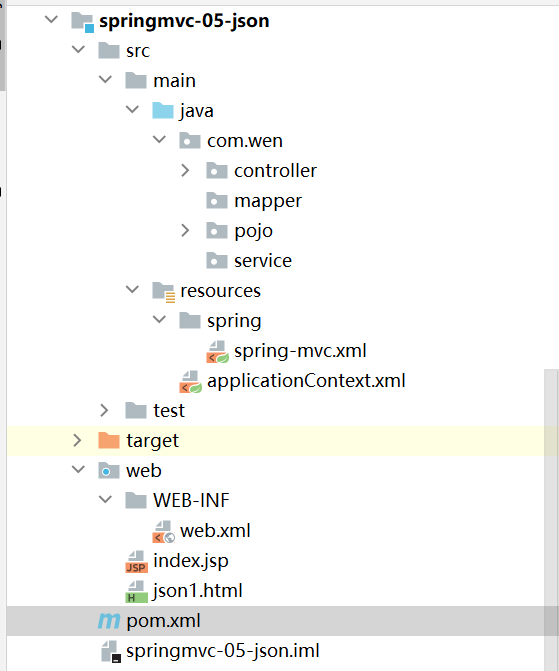 springmvc-05-json
src
main
java
com.wen
controller
mapper
pojo
service
resources
spring
spring-mvc.xml
applicationContext.xml
test
target
web
WEB-INF
web.xml
JSP index.jsp
H json1.html
m pom.xml
springmvc-05-json.iml